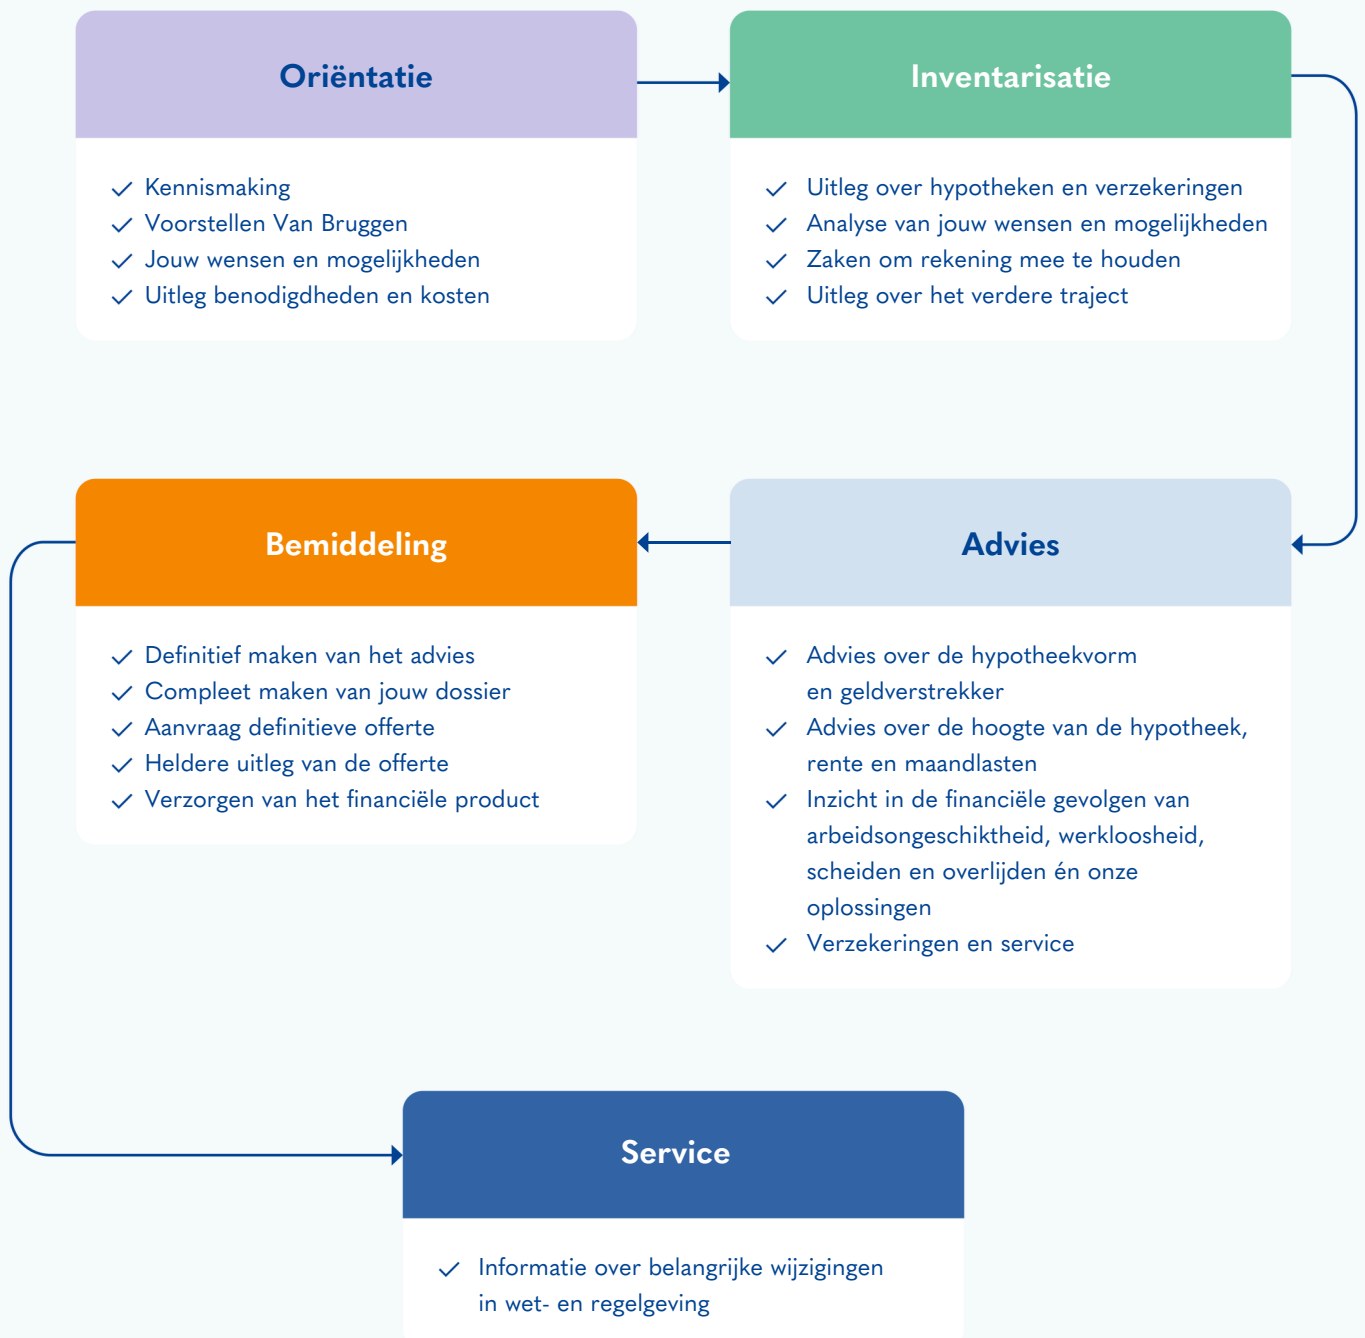 Oriëntatie
Kennismaking
Voorstellen Van Bruggen
Jouw wensen en mogelijkheden
Uitleg benodigdheden en kosten
Inventarisatie
Uitleg over hypotheken en verzekeringen
Analyse van jouw wensen en mogelijkheden
Zaken om rekening mee te houden
Uitleg over het verdere traject
Advies
Advies over de hypotheekvorm
en geldverstrekker
Advies over de hoogte van de hypotheek,
rente en maandlasten
Inzicht in de financiële gevolgen van
arbeidsongeschiktheid, werkloosheid,
scheiden en overlijden én onze
oplossingen
Verzekeringen en service
Bemiddeling
Definitief maken van het advies
Compleet maken van jouw dossier
Aanvraag definitieve offerte
Heldere uitleg van de offerte
Verzorgen van het financiële product
Service
Informatie over belangrijke wijzigingen
in wet- en regelgeving